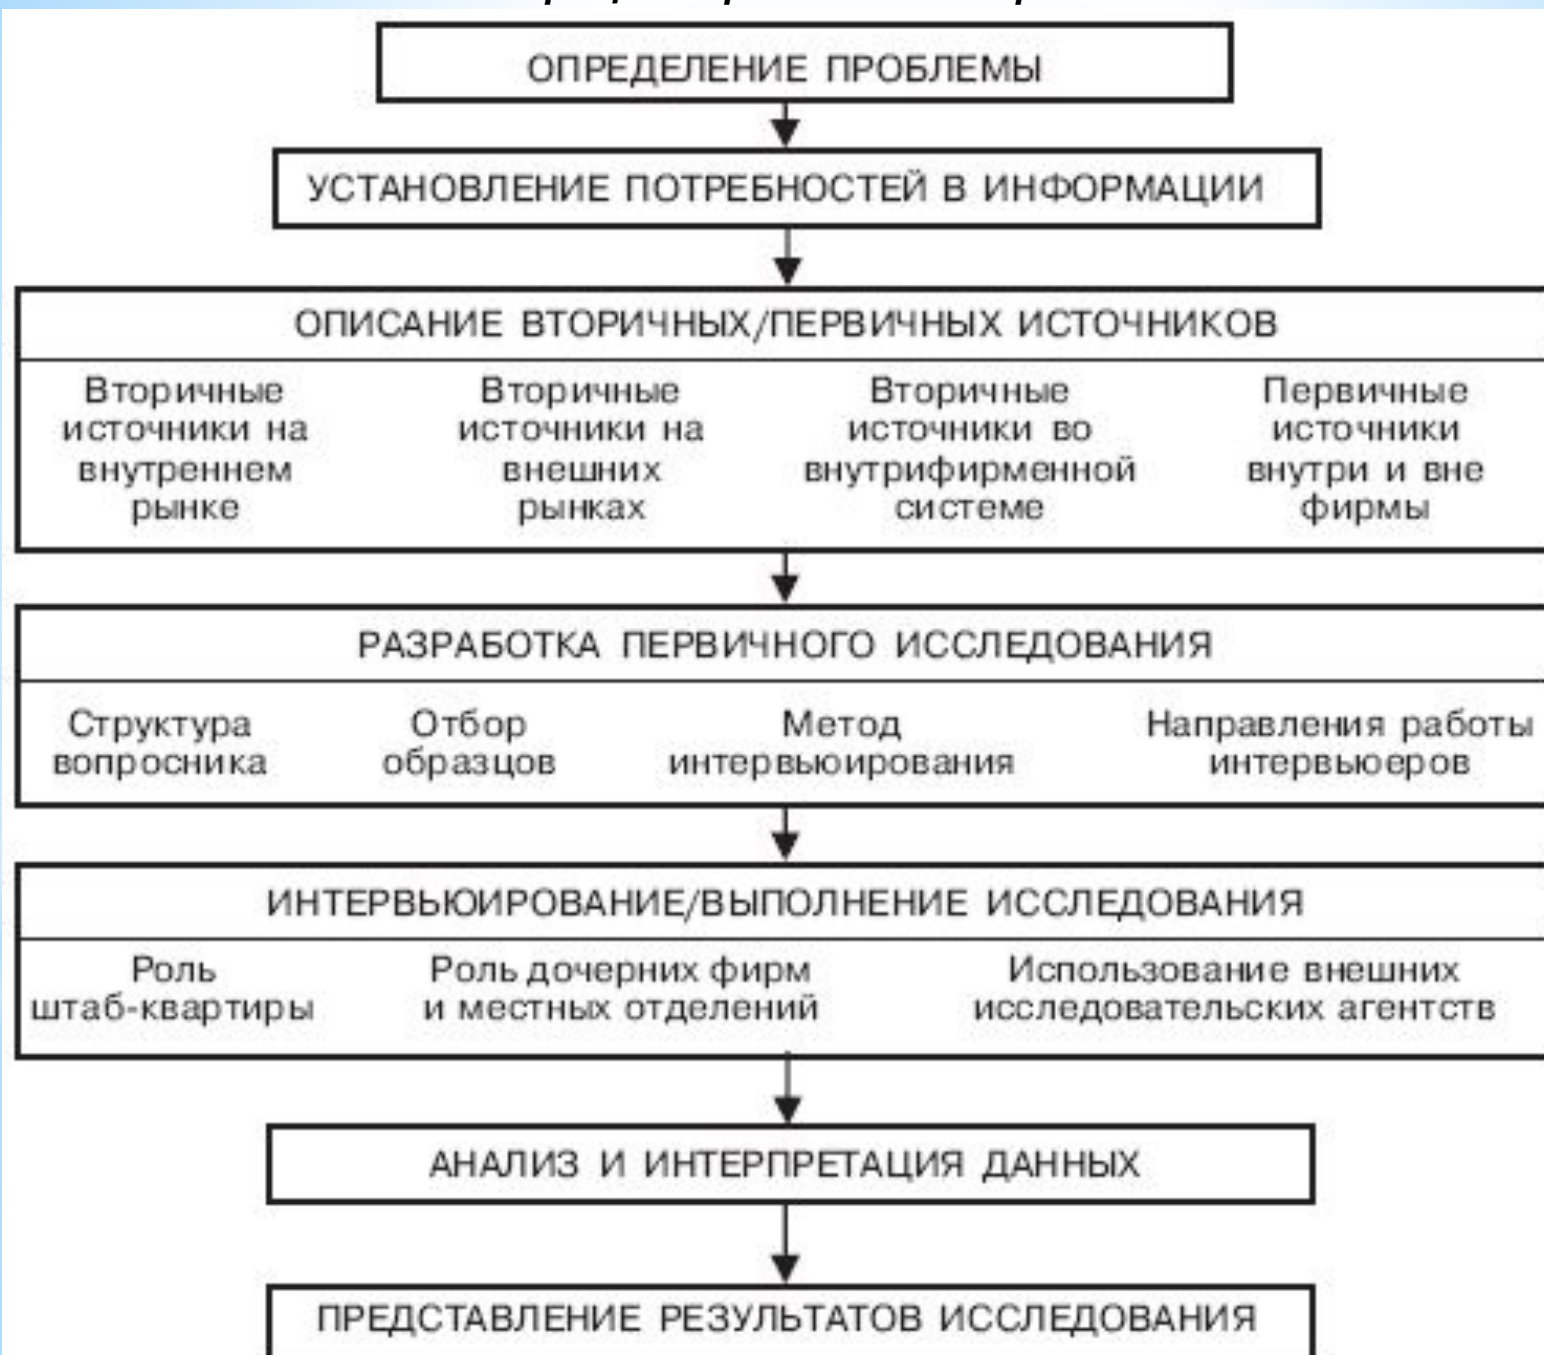 ОПРЕДЕЛЕНИЕ ПРОБЛЕМЫ
УСТАНОВЛЕНИЕ ПОТРЕБНОСТЕЙ В ИНФОРМАЦИИ
ОПИСАНИЕ ВТОРИЧНЫХ/ПЕРВИЧНЫХ ИСТОЧНИКОВ
Вторичные
источники на
внутреннем
рынке
Вторичные
источники на
внешних
рынках
Вторичные
источники во
внутрифирменной
системе
Первичные
источники
внутри и вне
фирмы
РАЗРАБОТКА ПЕРВИЧНОГО ИССЛЕДОВАНИЯ
Структура
вопросника
Отбор
образцов
Метод
интервьюирования
Направления работы
интервьюеров
ИНТЕРВЬЮИРОВАНИЕ/ВЫПОЛНЕНИЕ ИССЛЕДОВАНИЯ
Роль
штаб-квартиры
Роль дочерних фирм
и местных отделений
Использование внешних
исследовательских агентств
АНАЛИЗ И ИНТЕРПРЕТАЦИЯ ДАННЫХ
ПРЕДСТАВЛЕНИЕ РЕЗУЛЬТАТОВ ИССЛЕДОВАНИЯ